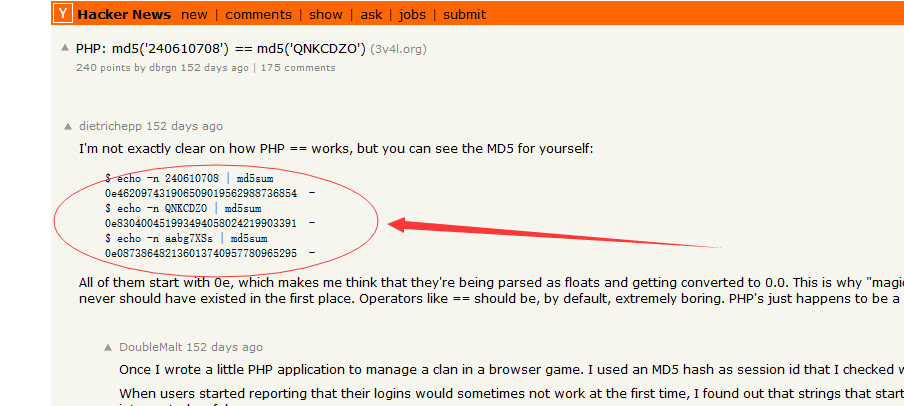 Y Hacker News new | comments | show | ask | jobs | submit
PHP: md5('240610708') == md5('QNKCDZO') (3v4l.org)
240 points by dbrgn 152 days ago | 175 comments
dietrichepp 152 days ago
I'm not exactly clear on how PHP == works, but you can see the MD5 for yourself:
$ echo -n 240610708 | md5sum
0e462097431906509019562988736854 -
$ echo -n QNKCDZO | md5sum
0e830400451993494058024219903391 -
$ echo -n aabg7XSs | md5sum
0e087386482136013740957780965295 -
All of them start with 0e, which makes me think that they're being parsed as floats and getting converted to 0.0. This is why "magic
never should have existed in the first place. Operators like == should be, by default, extremely boring. PHP's just happens to be a
DoubleMalt 152 days ago
Once I wrote a little PHP application to manage a clan in a browser game. I used an MD5 hash as session id that I checked
When users started reporting that their logins would sometimes not work at the first time, I found out that strings that start